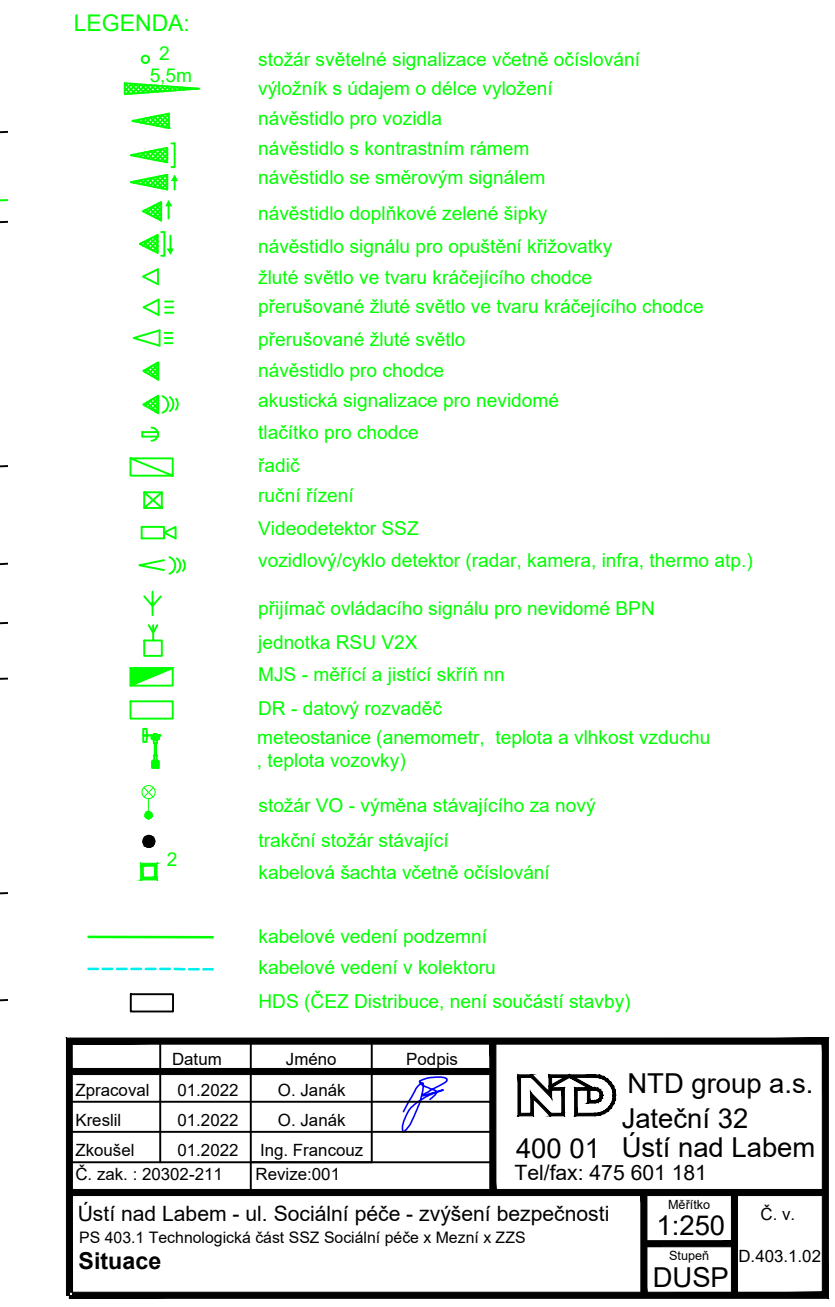 LEGENDA:
2
stožár světelné signalizace včetně očíslování
5,5m
výložník s údajem o délce vyložení
návěstidlo pro vozidla
návěstidlo s kontrastním rámem
návěstidlo se směrovým signálem
návěstidlo doplňkové zelené šipky
návěstidlo signálu pro opuštění křižovatky
žluté světlo ve tvaru kráčejícího chodce
přerušované žluté světlo ve tvaru kráčejícího chodce
přerušované žluté světlo
návěstidlo pro chodce
akustická signalizace pro nevidomé
tlačítko pro chodce
řadič
ruční řízení
Videodetektor SSZ
vozidlový/cyklo detektor (radar, kamera, infra, thermo atp.)
přijímač ovládacího signálu pro nevidomé BPN
jednotka RSU V2X
MJS - měřící a jistící skříň nn
DR - datový rozvaděč
meteostanice (anemometr, teplota a vlhkost vzduchu
, teplota vozovky)
stožár VO - výměna stávajícího za nový
trakční stožár stávající
2
kabelová šachta včetně očíslování
kabelové vedení podzemní
kabelové vedení v kolektoru
HDS (ČEZ Distribuce, není součástí stavby)
Datum Jméno Podpis
Zpracoval 01.2022 O. Janák
Kreslil 01.2022 O. Janák
Zkoušel 01.2022 Ing. Francouz
Č. zak. : 20302-211 Revize:001
NTD NTD group a.s.
Jateční 32
400 01 Ústí nad Labem
Tel/fax: 475 601 181
Ústí nad Labem - ul. Sociální péče - zvýšení bezpečnosti
PS 403.1 Technologická část SSZ Sociální péče x Mezní x ZZS
Situace
Měřítko
1:250
Stupeň
DUSP
Č. v.
D.403.1.02